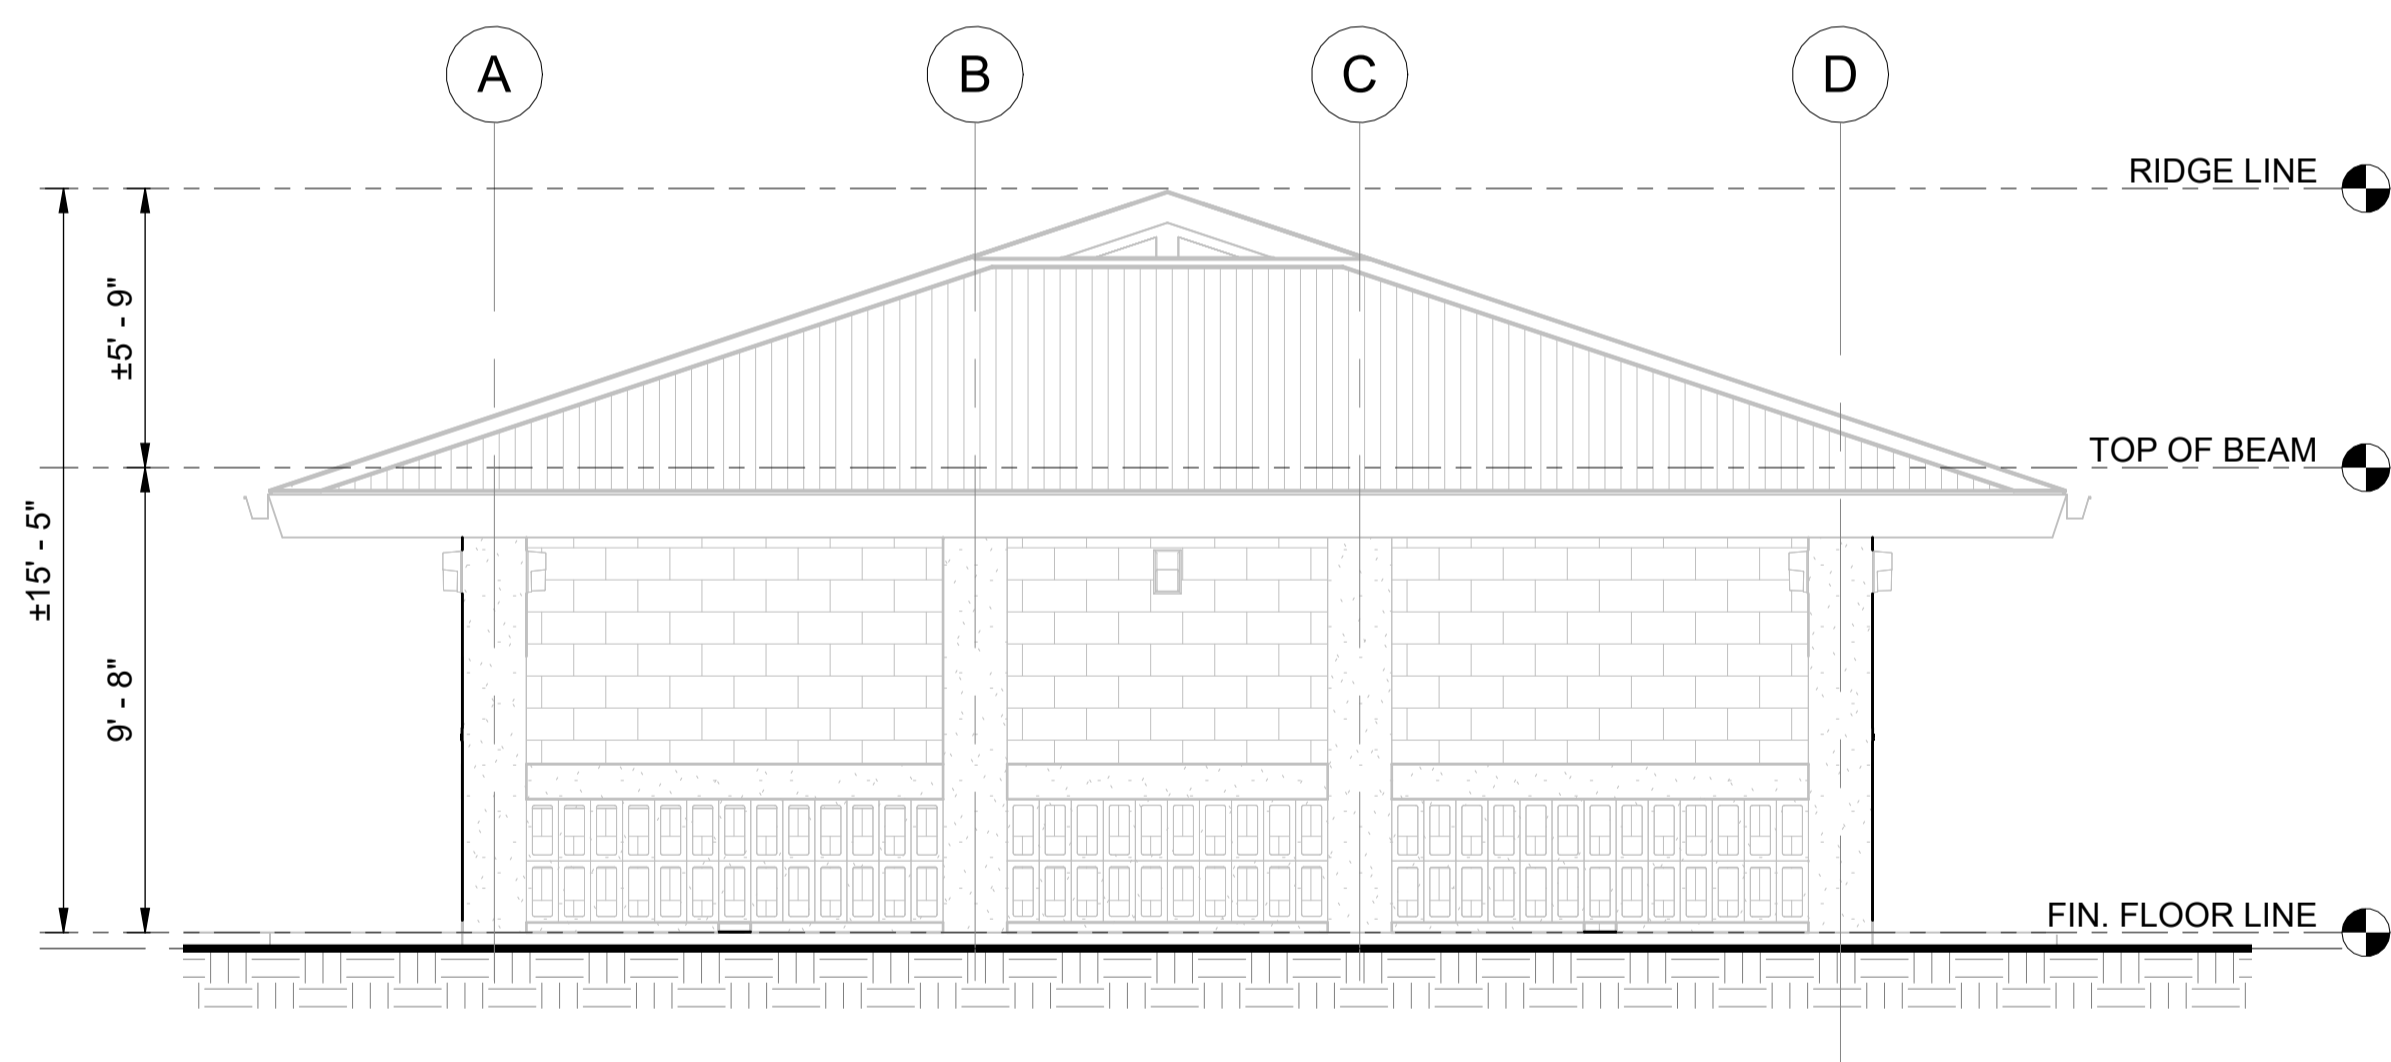 A
B
C
D
RIDGE LINE
±5' - 9"
TOP OF BEAM
±15' - 5"
9' - 8"
FIN. FLOOR LINE